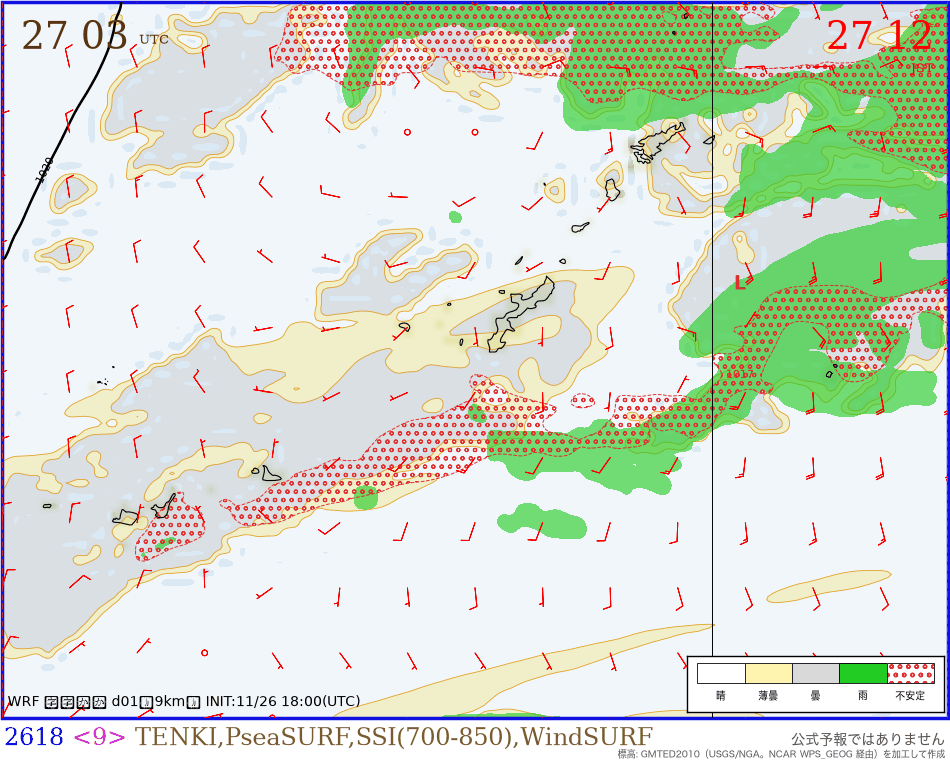 27 03 UTC
27 12
JST
1020
L
1017
WRF d01 9km INIT:11/26 18:00(UTC)
晴 薄曇 曇 雨 不安定
2618 <9> TENKI,PseaSURF,SSI(700-850),WindSURF
公式予報ではありません
標高: GMTED2010（USGS/NGA。NCAR WPS_GEOG 経由）を加工して作成